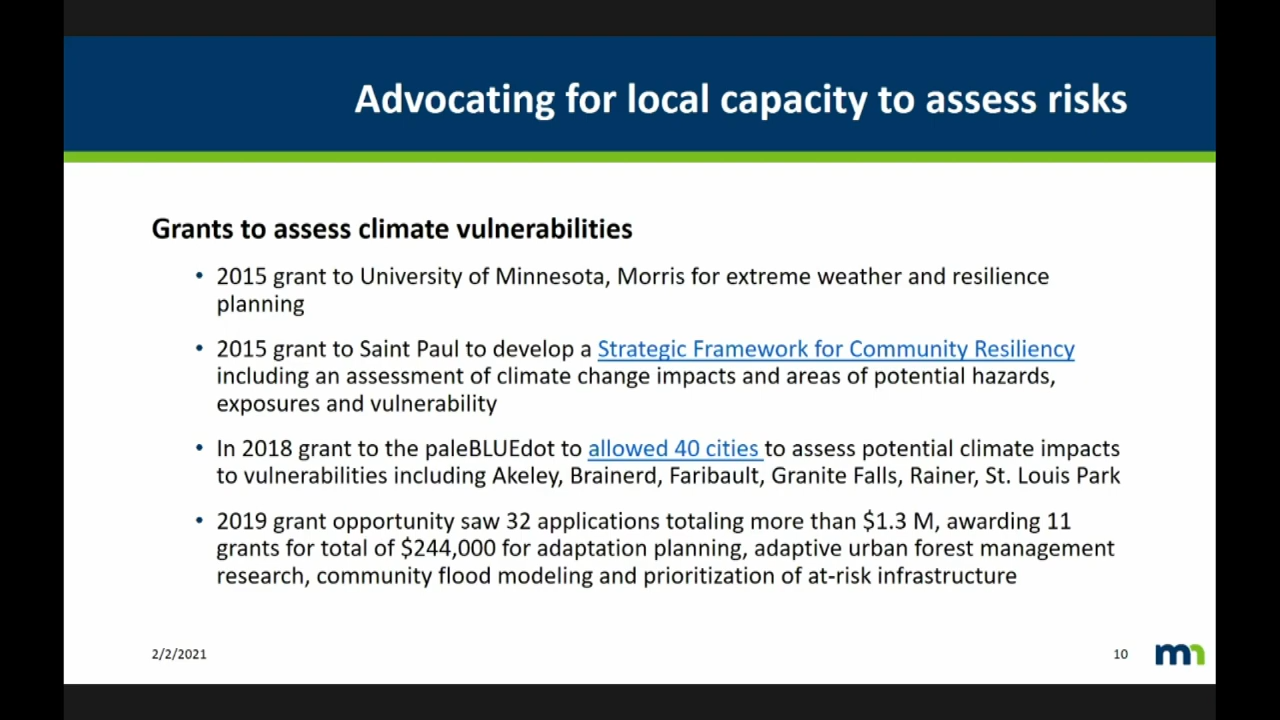 Advocating for local capacity to assess risks
Grants to assess climate vulnerabilities
• 2015 grant to University of Minnesota, Morris for extreme weather and resilience
planning
• 2015 grant to Saint Paul to develop a Strategic Framework for Community Resiliency
including an assessment of climate change impacts and areas of potential hazards,
exposures and vulnerability
• In 2018 grant to the paleBLUEdot to allowed 40 cities to assess potential climate impacts
to vulnerabilities including Akeley, Brainerd, Faribault, Granite Falls, Rainer, St. Louis Park
• 2019 grant opportunity saw 32 applications totaling more than $1.3 M, awarding 11
grants for total of $244,000 for adaptation planning, adaptive urban forest management
research, community flood modeling and prioritization of at-risk infrastructure
2/2/2021
10
mn